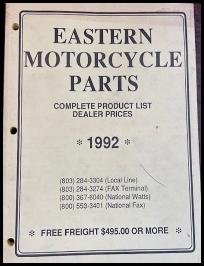 EASTERN
MOTORCYCLE
PARTS
COMPLETE PRODUCT LIST
DEALER PRICES
* 1992 *
(803) 284-3304 (Local Line)
(803) 284-3274 (FAX Terminal)
(800) 367-6040 (National Watts)
(800) 553-3401 (National Fax)
* FREE FREIGHT $495.00 OR MORE *